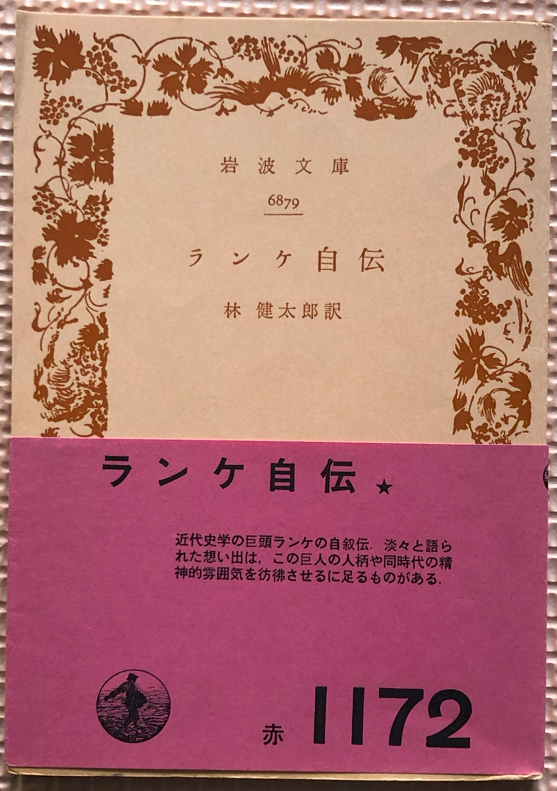 岩波文庫
6879
ランケ自伝
林 健太郎訳
ランケ自伝★
近代史学の巨頭ランケの自叙伝．淡々と語ら
れた想い出は，この巨人の人柄や同時代の精
神的雰囲気を彷彿させるに足るものがある．
赤 1172